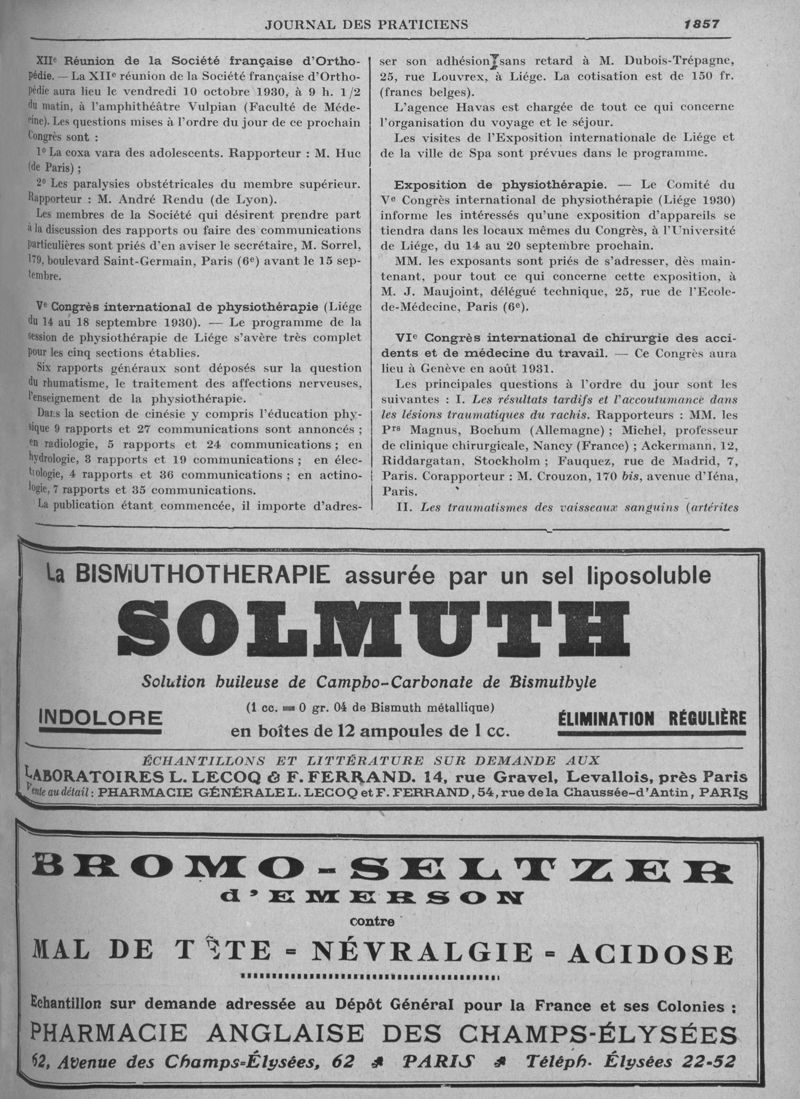 JOURNAL DES PRATICIENS 1857
XIIe Réunion de la Société française d'Ortho-
pédie. — La XIIe réunion de la Société française d'Ortho-
pédie aura lieu le vendredi 10 octobre 1930, à 9 h. 1/2
du matin, à l'amphithéâtre Vulpian (Faculté de Méde-
cine). Les questions mises à l'ordre du jour de ce prochain
Congrès sont :
1º La coxa vara des adolescents. Rapporteur : M. Huc
(de Paris) ;
2º Les paralysies obstétricales du membre supérieur.
Rapporteur : M. André Rendu (de Lyon).
Les membres de la Société qui désirent prendre part
à la discussion des rapports ou faire des communications
particulières sont priés d'en aviser le secrétaire, M. Sorrel,
179, boulevard Saint-Germain, Paris (6e) avant le 15 sep-
tembre.
Ve Congrès international de physiothérapie (Liége
du 14 au 18 septembre 1930). — Le programme de la
session de physiothérapie de Liége s'avère très complet
pour les cinq sections établies.
Six rapports généraux sont déposés sur la question
du rhumatisme, le traitement des affections nerveuses,
l'enseignement de la physiothérapie.
Dans la section de cinésie y compris l'éducation phy-
sique 9 rapports et 27 communications sont annoncés ;
en radiologie, 5 rapports et 24 communications ; en
hydrologie, 3 rapports et 19 communications ; en élec-
trologie, 4 rapports et 36 communications ; en actino-
logie, 7 rapports et 35 communications.
La publication étant commencée, il importe d'adres-
ser son adhésion sans retard à M. Dubois-Trépagne,
25, rue Louvrex, à Liége. La cotisation est de 150 fr.
(francs belges).
L'agence Havas est chargée de tout ce qui concerne
l'organisation du voyage et le séjour.
Les visites de l'Exposition internationale de Liége et
de la ville de Spa sont prévues dans le programme.
Exposition de physiothérapie. — Le Comité du
Ve Congrès international de physiothérapie (Liége 1930)
informe les intéressés qu'une exposition d'appareils se
tiendra dans les locaux mêmes du Congrès, à l'Université
de Liége, du 14 au 20 septembre prochain.
MM. les exposants sont priés de s'adresser, dès main-
tenant, pour tout ce qui concerne cette exposition, à
M. J. Maujoint, délégué technique, 25, rue de l'Ecole-
de-Médecine, Paris (6e).
VIe Congrès international de chirurgie des acci-
dents et de médecine du travail. — Ce Congrès aura
lieu à Genève en août 1931.
Les principales questions à l'ordre du jour sont les
suivantes : I. Les résultats tardifs et l'accoutumance dans
les lésions traumatiques du rachis. Rapporteurs : MM. les
Prs Magnus, Bochum (Allemagne) ; Michel, professeur
de clinique chirurgicale, Nancy (France) ; Ackermann, 12,
Riddargatan, Stockholm ; Fauquez, rue de Madrid, 7,
Paris. Corapporteur : M. Crouzon, 170 bis, avenue d'Iéna,
Paris.
II. Les traumatismes des vaisseaux sanguins (artérites
La BISMUTHOTHERAPIE assurée par un sel liposoluble
SOLMUTH
Solution huileuse de Campho-Carbonate de Bismuthyle
INDOLORE
(1 cc. = 0 gr. 04 de Bismuth métallique)
en boîtes de 12 ampoules de 1 cc.
ÉLIMINATION RÉGULIÈRE
ÉCHANTILLONS ET LITTÉRATURE SUR DEMANDE AUX
LABORATOIRES L. LECOQ & F. FERRAND. 14, rue Gravel, Levallois, près Paris
Vente au détail : PHARMACIE GÉNÉRALE L. LECOQ et F. FERRAND, 54, rue de la Chaussée-d'Antin, PARIS
BROMO-SELTZER
d'EMERSON
contre
MAL DE TÊTE - NÉVRALGIE - ACIDOSE
Echantillon sur demande adressée au Dépôt Général pour la France et ses Colonies :
PHARMACIE ANGLAISE DES CHAMPS-ÉLYSÉES
62, Avenue des Champs-Élysées, 62 PARIS Téléph. Élysées 22-52